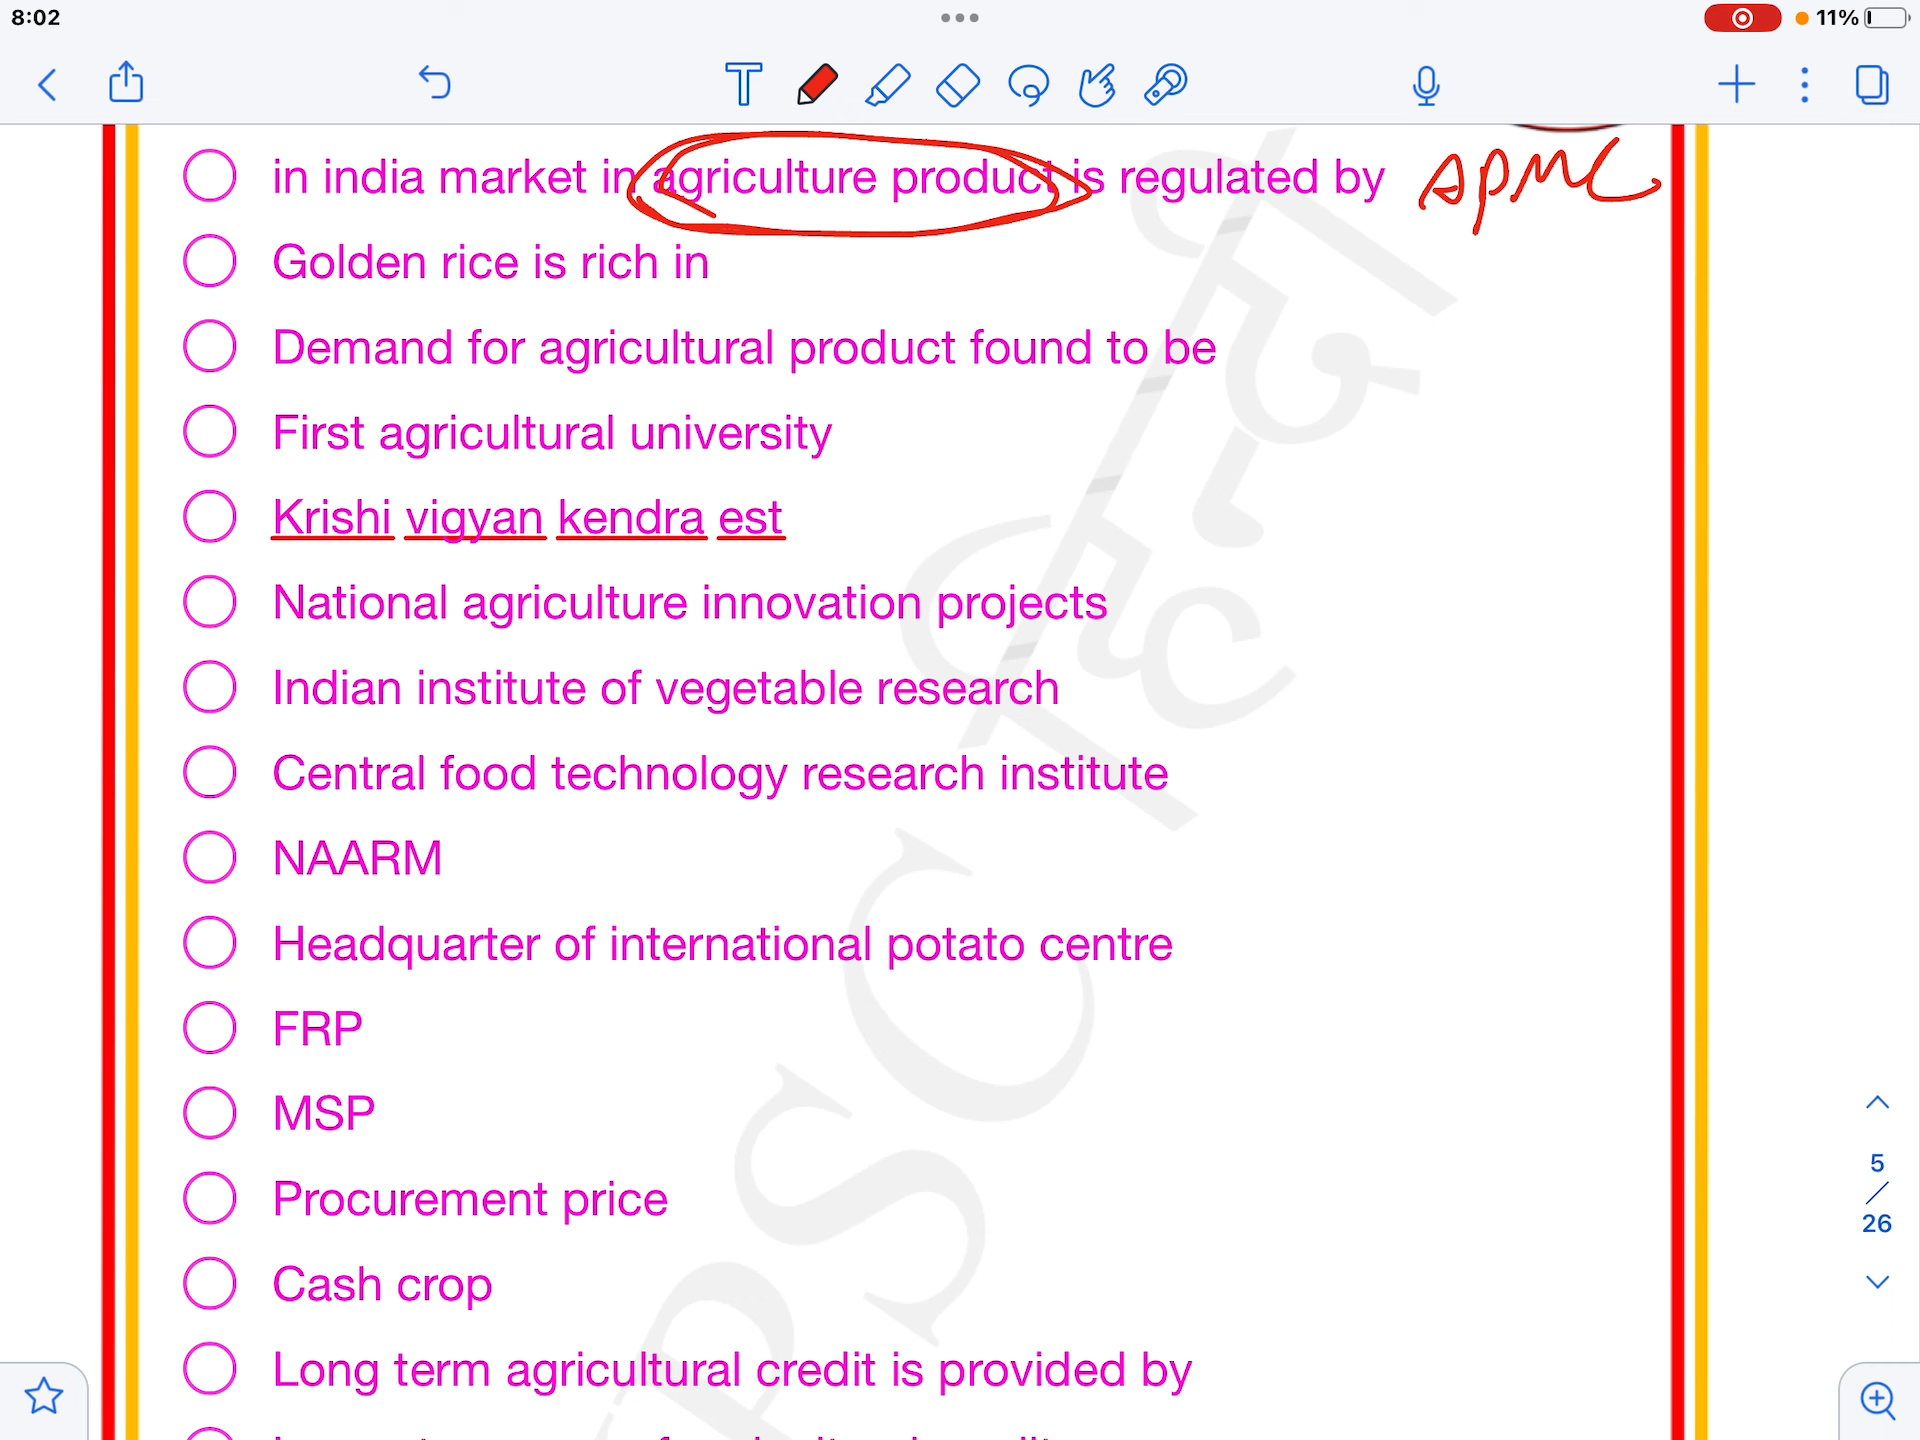 8:02
11%
in india market in agriculture product is regulated by APMC
Golden rice is rich in
Demand for agricultural product found to be
First agricultural university
Krishi vigyan kendra est
National agriculture innovation projects
Indian institute of vegetable research
Central food technology research institute
NAARM
Headquarter of international potato centre
FRP
MSP
5
/
26
Procurement price
Cash crop
Long term agricultural credit is provided by
PSC